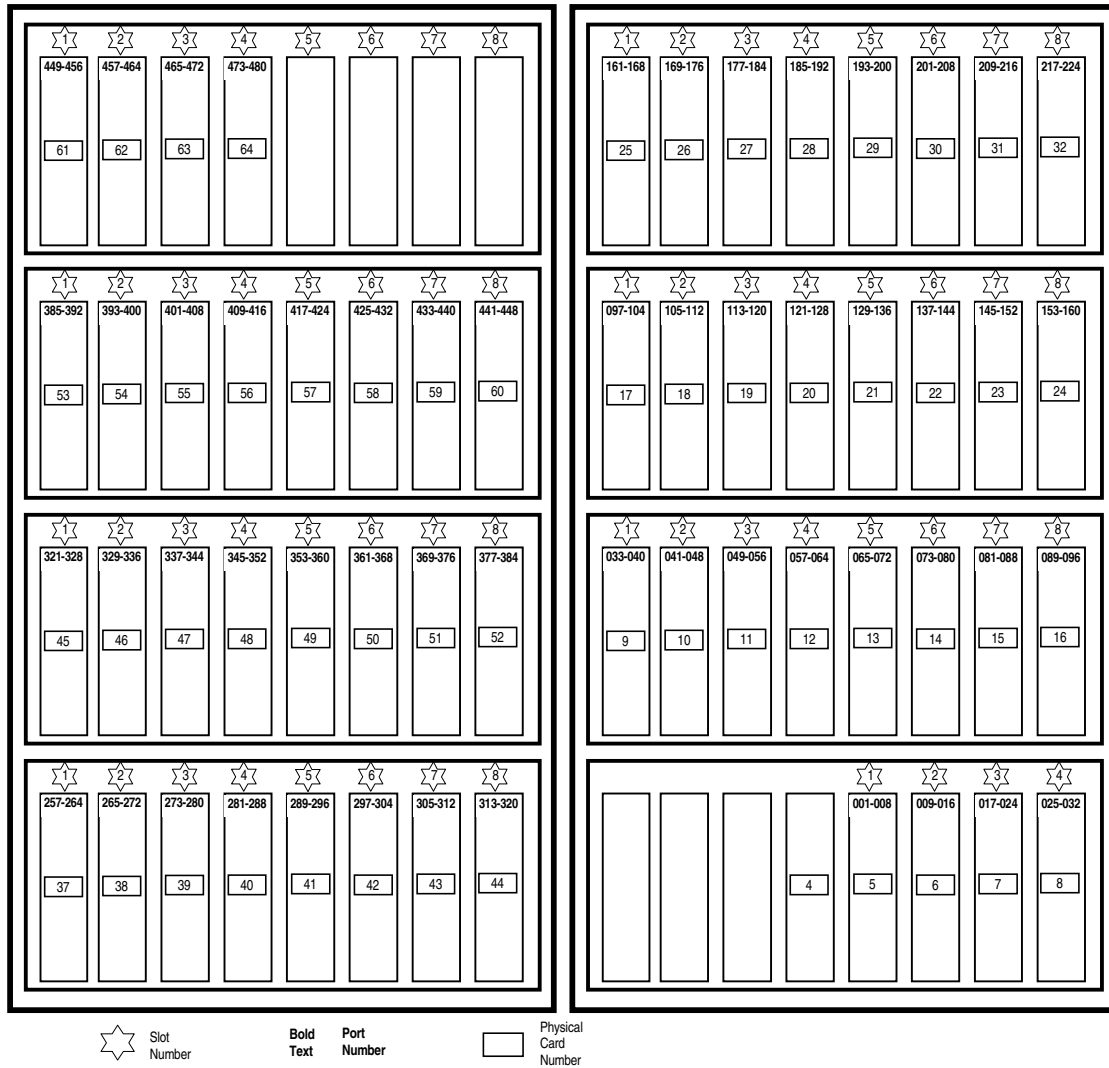 1 2 3 4 5 6 7 8
449-456 457-464 465-472 473-480
61 62 63 64
1 2 3 4 5 6 7 8
385-392 393-400 401-408 409-416 417-424 425-432 433-440 441-448
53 54 55 56 57 58 59 60
1 2 3 4 5 6 7 8
321-328 329-336 337-344 345-352 353-360 361-368 369-376 377-384
45 46 47 48 49 50 51 52
1 2 3 4 5 6 7 8
257-264 265-272 273-280 281-288 289-296 297-304 305-312 313-320
37 38 39 40 41 42 43 44
1 2 3 4 5 6 7 8
161-168 169-176 177-184 185-192 193-200 201-208 209-216 217-224
25 26 27 28 29 30 31 32
1 2 3 4 5 6 7 8
097-104 105-112 113-120 121-128 129-136 137-144 145-152 153-160
17 18 19 20 21 22 23 24
1 2 3 4 5 6 7 8
033-040 041-048 049-056 057-064 065-072 073-080 081-088 089-096
9 10 11 12 13 14 15 16
1 2 3 4
001-008 009-016 017-024 025-032
4 5 6 7 8
Slot
Number
Bold
Text
Port
Number
Physical
Card
Number